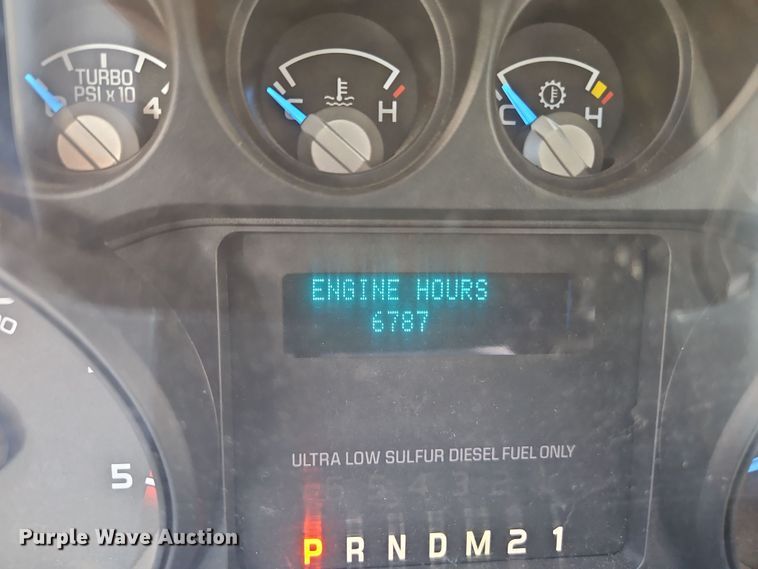 TURBO
PSI x 10
0 4
C H
C H
ENGINE HOURS
6787
ULTRA LOW SULFUR DIESEL FUEL ONLY
5
P R N D M 2 1
Purple Wave Auction